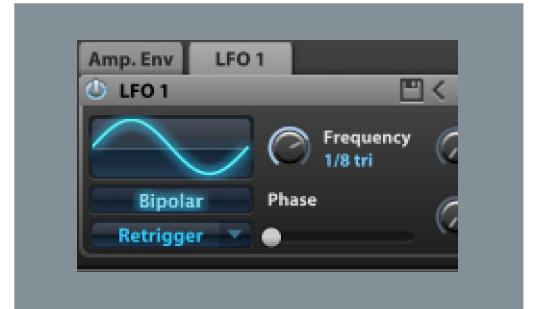 Amp. Env LFO 1
LFO 1
Frequency
1/8 tri
Bipolar Phase
Retrigger